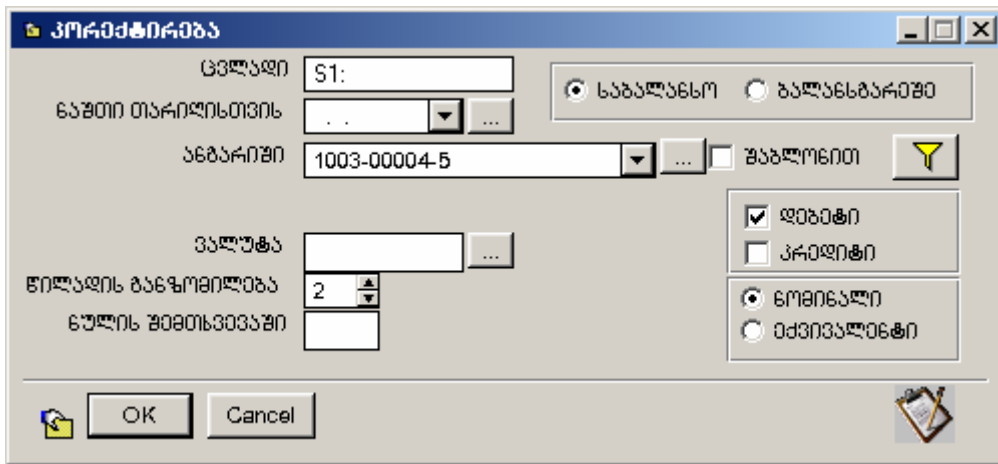 კორექტირება
ცვლადი S1:
საბალანსო ბალანსგარეშე
ნაშთი თარიღისთვის . . ...
ანგარიში 1003-00004-5 ... შაბლონით
დებეტი
ვალუტა ...
კრედიტი
წილადის განზომილება 2
ნომინალი
ნულის შემთხვევაში
ექვივალენტი
OK Cancel